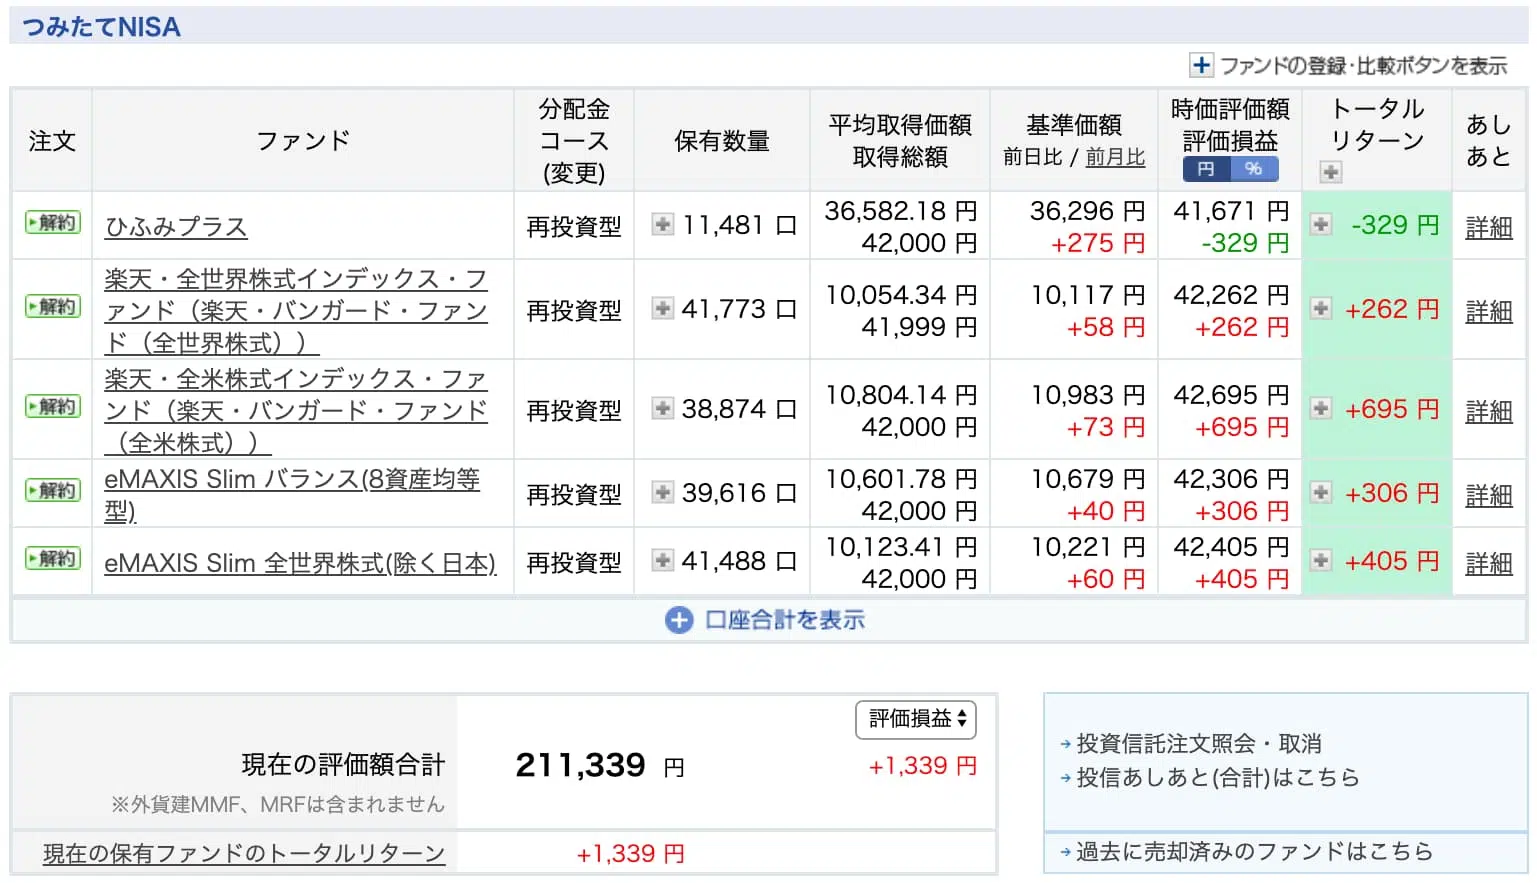 つみたてNISA
ファンドの登録・比較ボタンを表示
注文
ファンド
分配金
コース
(変更)
保有数量
平均取得価額
取得総額
基準価額
前日比 / 前月比
時価評価額
評価損益
円 %
トータル
リターン
あし
あと
解約
ひふみプラス
再投資型
11,481 口
36,582.18 円
42,000 円
36,296 円
+275 円
41,671 円
-329 円
-329 円
詳細
解約
楽天・全世界株式インデックス・フ
ァンド（楽天・バンガード・ファン
ド（全世界株式））
再投資型
41,773 口
10,054.34 円
41,999 円
10,117 円
+58 円
42,262 円
+262 円
+262 円
詳細
解約
楽天・全米株式インデックス・ファ
ンド（楽天・バンガード・ファンド
（全米株式））
再投資型
38,874 口
10,804.14 円
42,000 円
10,983 円
+73 円
42,695 円
+695 円
+695 円
詳細
解約
eMAXIS Slim バランス(8資産均等
型)
再投資型
39,616 口
10,601.78 円
42,000 円
10,679 円
+40 円
42,306 円
+306 円
+306 円
詳細
解約
eMAXIS Slim 全世界株式(除く日本)
再投資型
41,488 口
10,123.41 円
42,000 円
10,221 円
+60 円
42,405 円
+405 円
+405 円
詳細
口座合計を表示
評価損益
現在の評価額合計
211,339 円
+1,339 円
※外貨建MMF、MRFは含まれません
現在の保有ファンドのトータルリターン
+1,339 円
投資信託注文照会・取消
投信あしあと(合計)はこちら
過去に売却済みのファンドはこちら